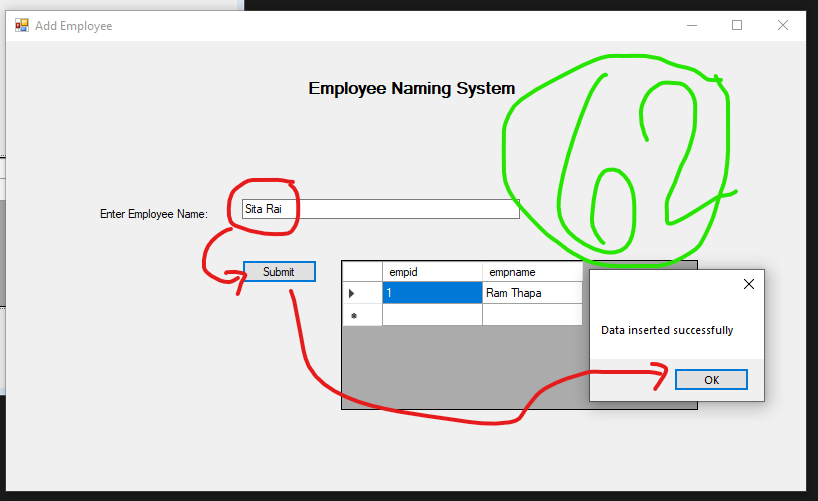 Add Employee
Employee Naming System
62
Enter Employee Name: Sita Rai
Submit
empid empname
1 Ram Thapa
Data inserted successfully
OK